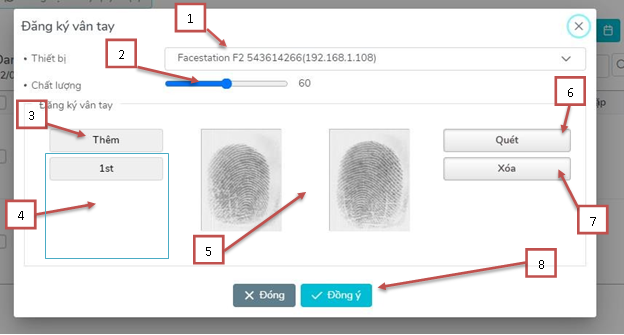 Đăng ký vân tay
1
Thiết bị
Facestation F2 543614266(192.168.1.108)
2
Chất lượng
60
Đăng ký vân tay
3
Thêm
1st
4
5
6
Quét
Xóa
7
8
Đóng
Đồng ý